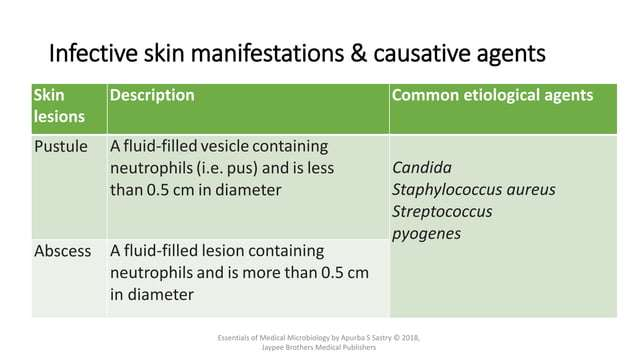 Infective skin manifestations & causative agents
Skin lesions
Description
Common etiological agents
Pustule
A fluid-filled vesicle containing
neutrophils (i.e. pus) and is less
than 0.5 cm in diameter
Candida
Staphylococcus aureus
Streptococcus
pyogenes
Abscess
A fluid-filled lesion containing
neutrophils and is more than 0.5 cm
in diameter
Essentials of Medical Microbiology by Apurba S Sastry © 2018,
Jaypee Brothers Medical Publishers